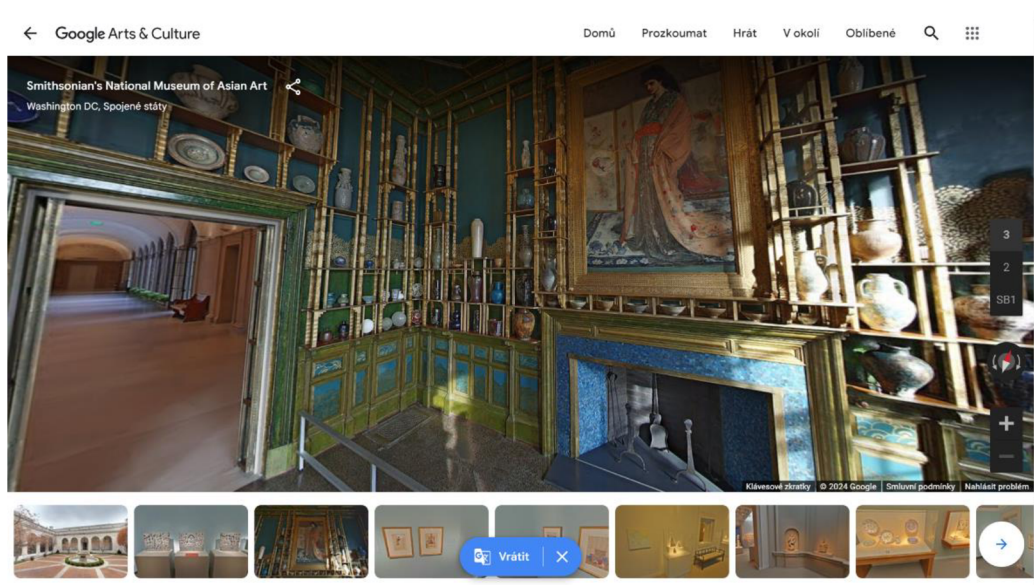 Google Arts & Culture
Domů Prozkoumat Hrát V okolí Oblíbené
Smithsonian's National Museum of Asian Art
Washington DC, Spojené státy
3
2
SB1
Klávesové zkratky © 2024 Google Smluvní podmínky Nahlásit problém
Vrátit